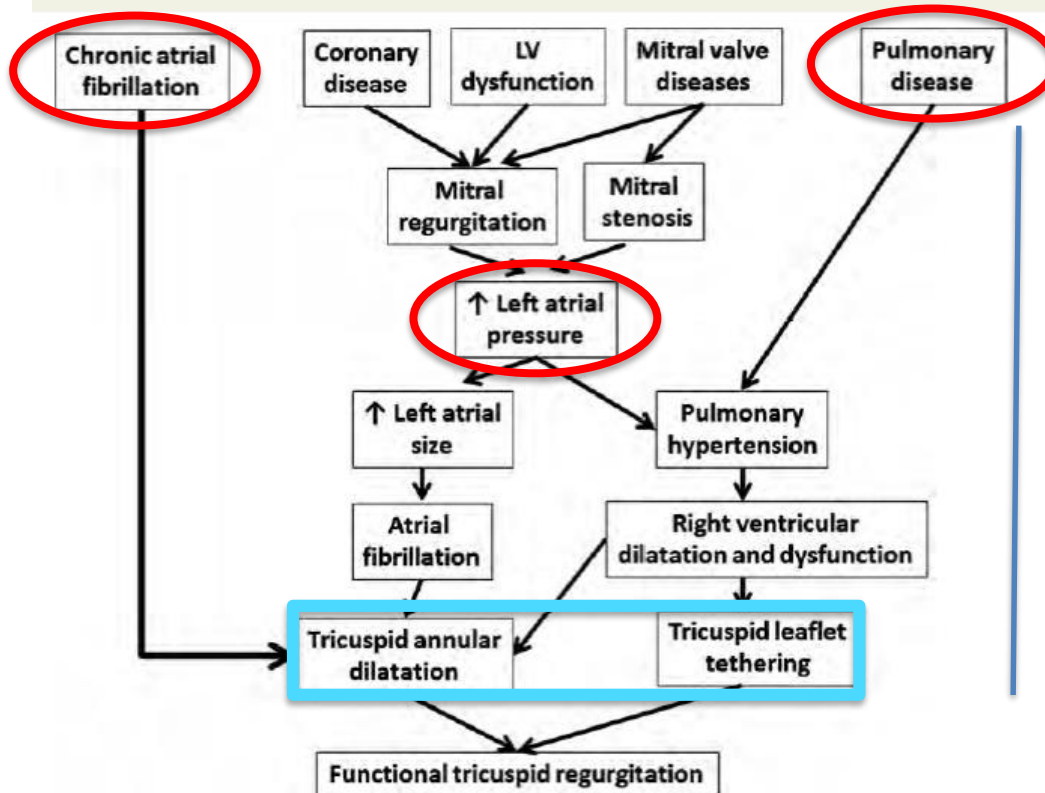 Chronic atrial
fibrillation
Coronary
disease
LV
dysfunction
Mitral valve
diseases
Pulmonary
disease
Mitral
regurgitation
Mitral
stenosis
↑ Left atrial
pressure
↑ Left atrial
size
Pulmonary
hypertension
Atrial
fibrillation
Right ventricular
dilatation and dysfunction
Tricuspid annular
dilatation
Tricuspid leaflet
tethering
Functional tricuspid regurgitation